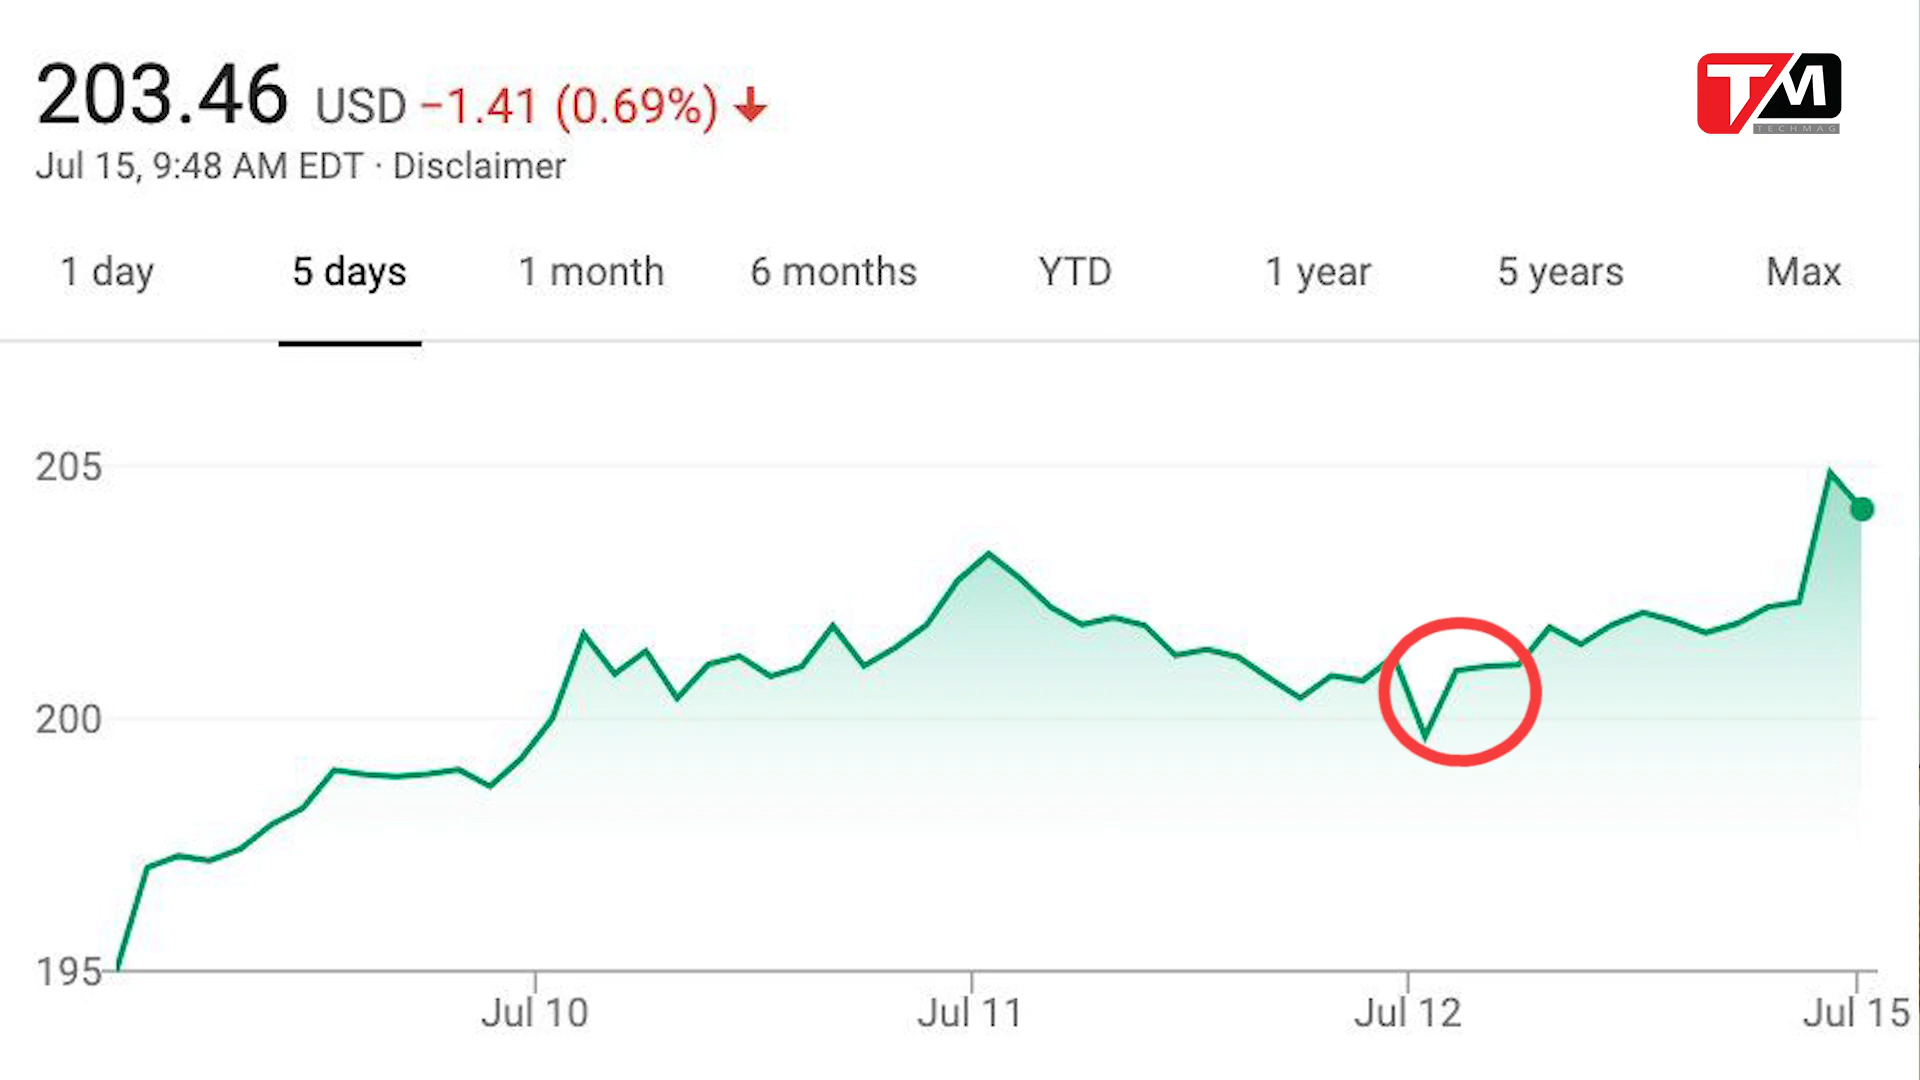 203.46 USD −1.41 (0.69%) ↓
Jul 15, 9:48 AM EDT · Disclaimer
TM
TECHMAG
1 day 5 days 1 month 6 months YTD 1 year 5 years Max
205
200
195
Jul 10 Jul 11 Jul 12 Jul 15